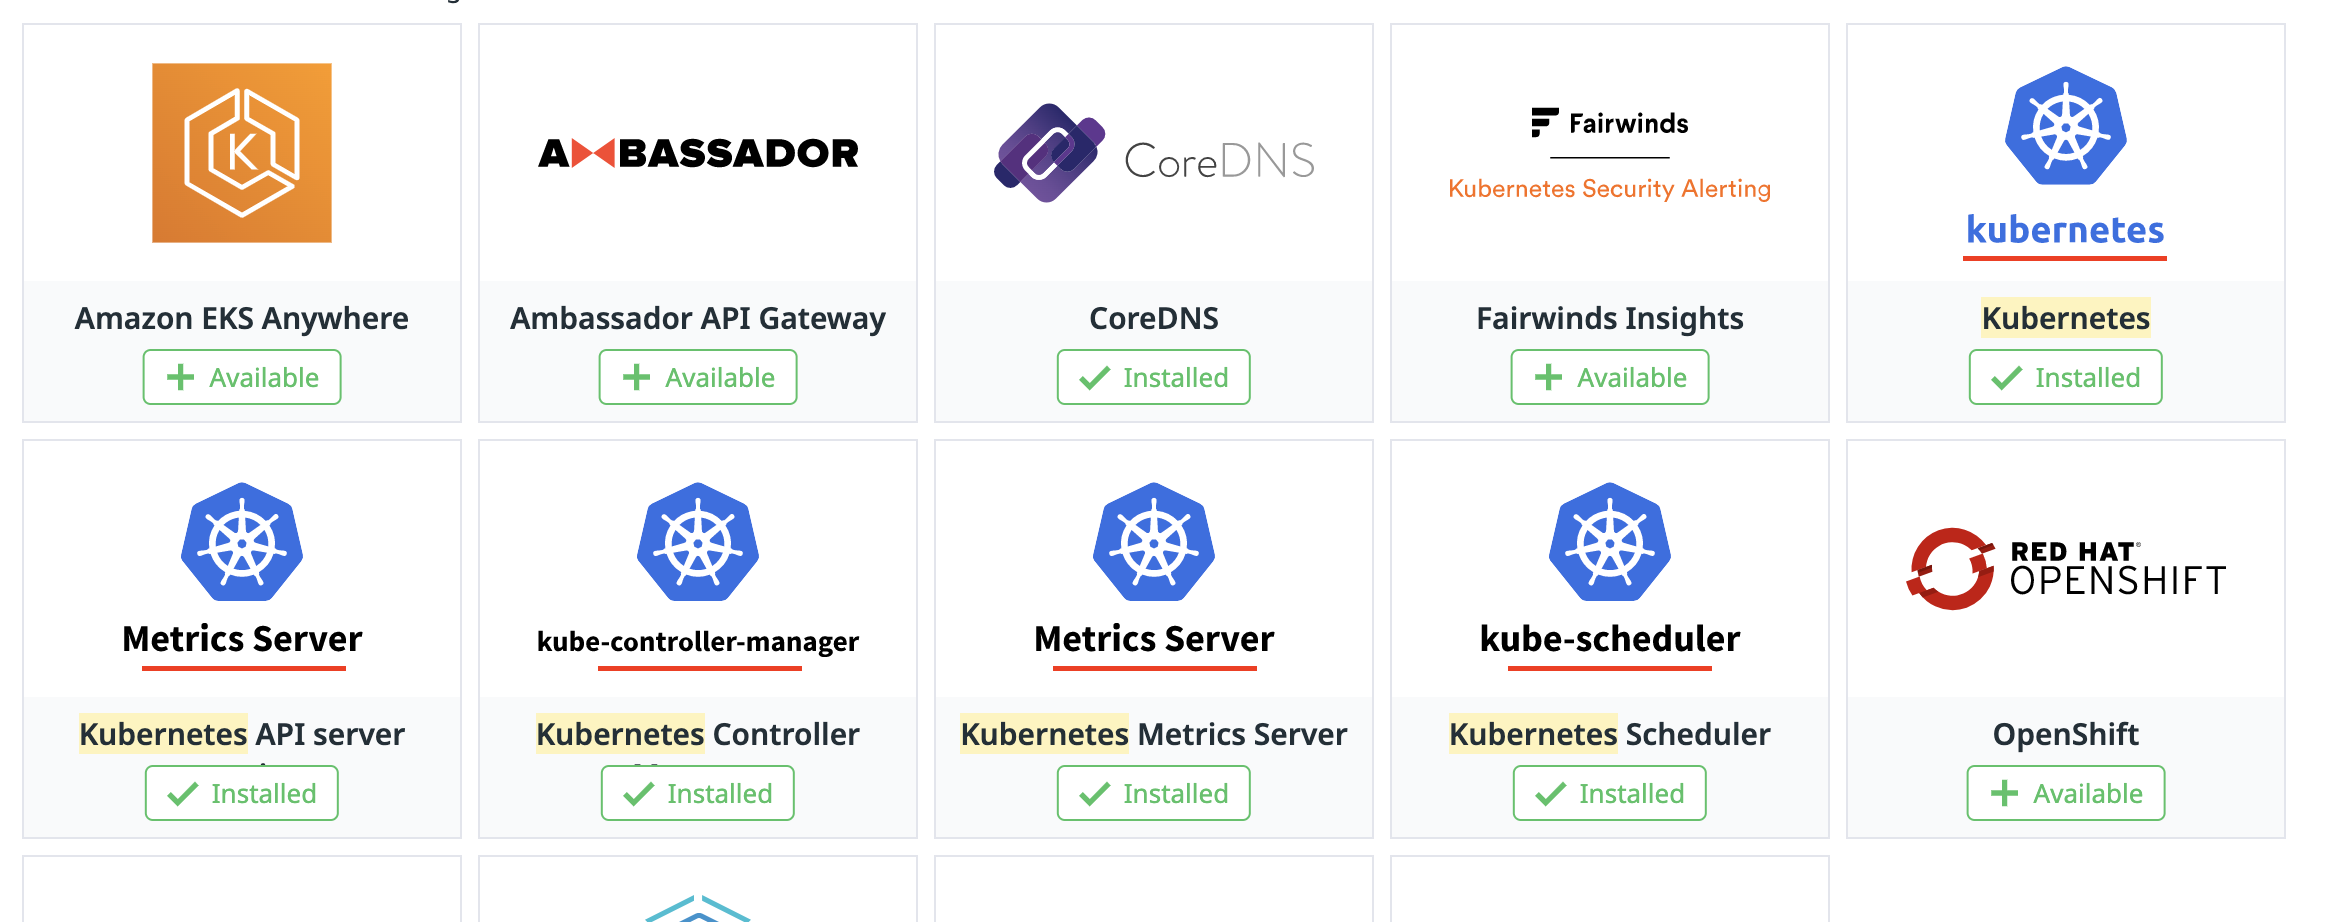 K
AMBASSADOR
CoreDNS
Fairwinds
Kubernetes Security Alerting
kubernetes
Amazon EKS Anywhere
Ambassador API Gateway
CoreDNS
Fairwinds Insights
Kubernetes
Available
Available
Installed
Available
Installed
Metrics Server
kube-controller-manager
Metrics Server
kube-scheduler
RED HAT®
OPENSHIFT
Kubernetes API server
Kubernetes Controller
Kubernetes Metrics Server
Kubernetes Scheduler
OpenShift
Installed
Installed
Installed
Installed
Available